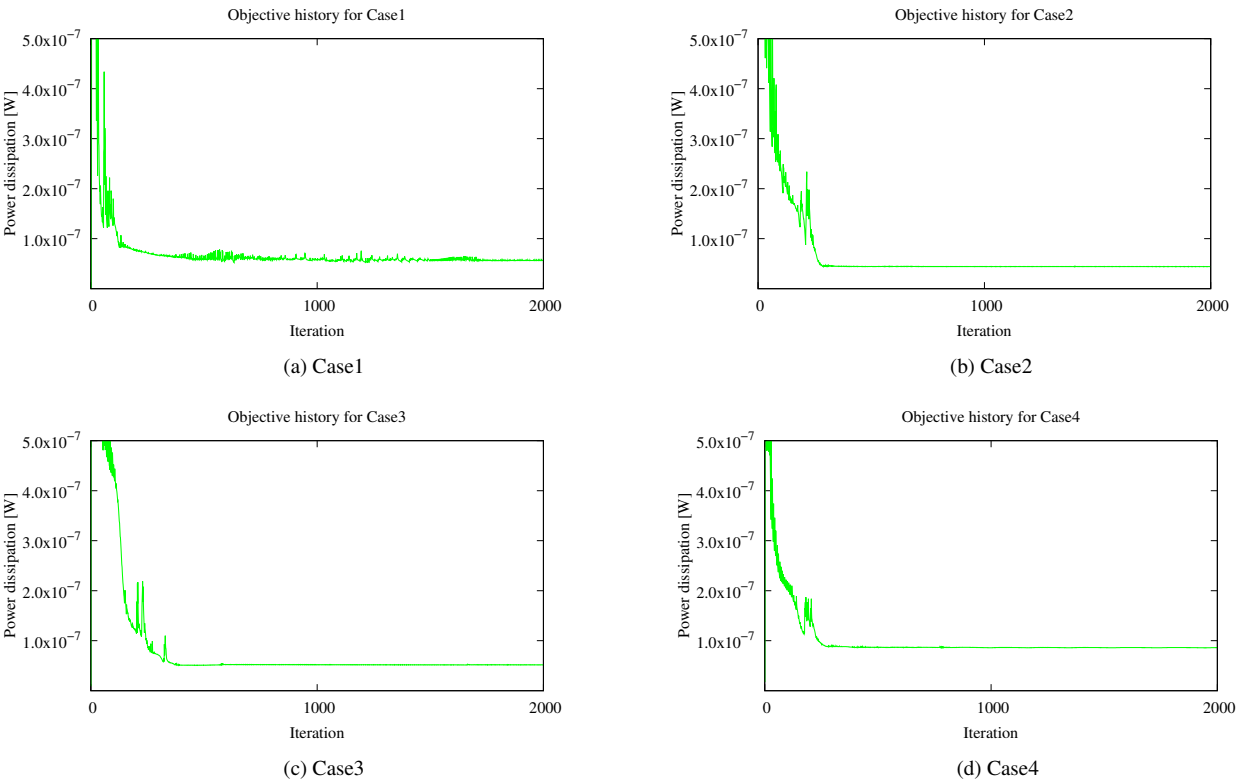 Objective history for Case1
5.0x10⁻⁷
4.0x10⁻⁷
3.0x10⁻⁷
2.0x10⁻⁷
1.0x10⁻⁷
Power dissipation [W]
0 1000 2000
Iteration
(a) Case1
Objective history for Case2
5.0x10⁻⁷
4.0x10⁻⁷
3.0x10⁻⁷
2.0x10⁻⁷
1.0x10⁻⁷
Power dissipation [W]
0 1000 2000
Iteration
(b) Case2
Objective history for Case3
5.0x10⁻⁷
4.0x10⁻⁷
3.0x10⁻⁷
2.0x10⁻⁷
1.0x10⁻⁷
Power dissipation [W]
0 1000 2000
Iteration
(c) Case3
Objective history for Case4
5.0x10⁻⁷
4.0x10⁻⁷
3.0x10⁻⁷
2.0x10⁻⁷
1.0x10⁻⁷
Power dissipation [W]
0 1000 2000
Iteration
(d) Case4